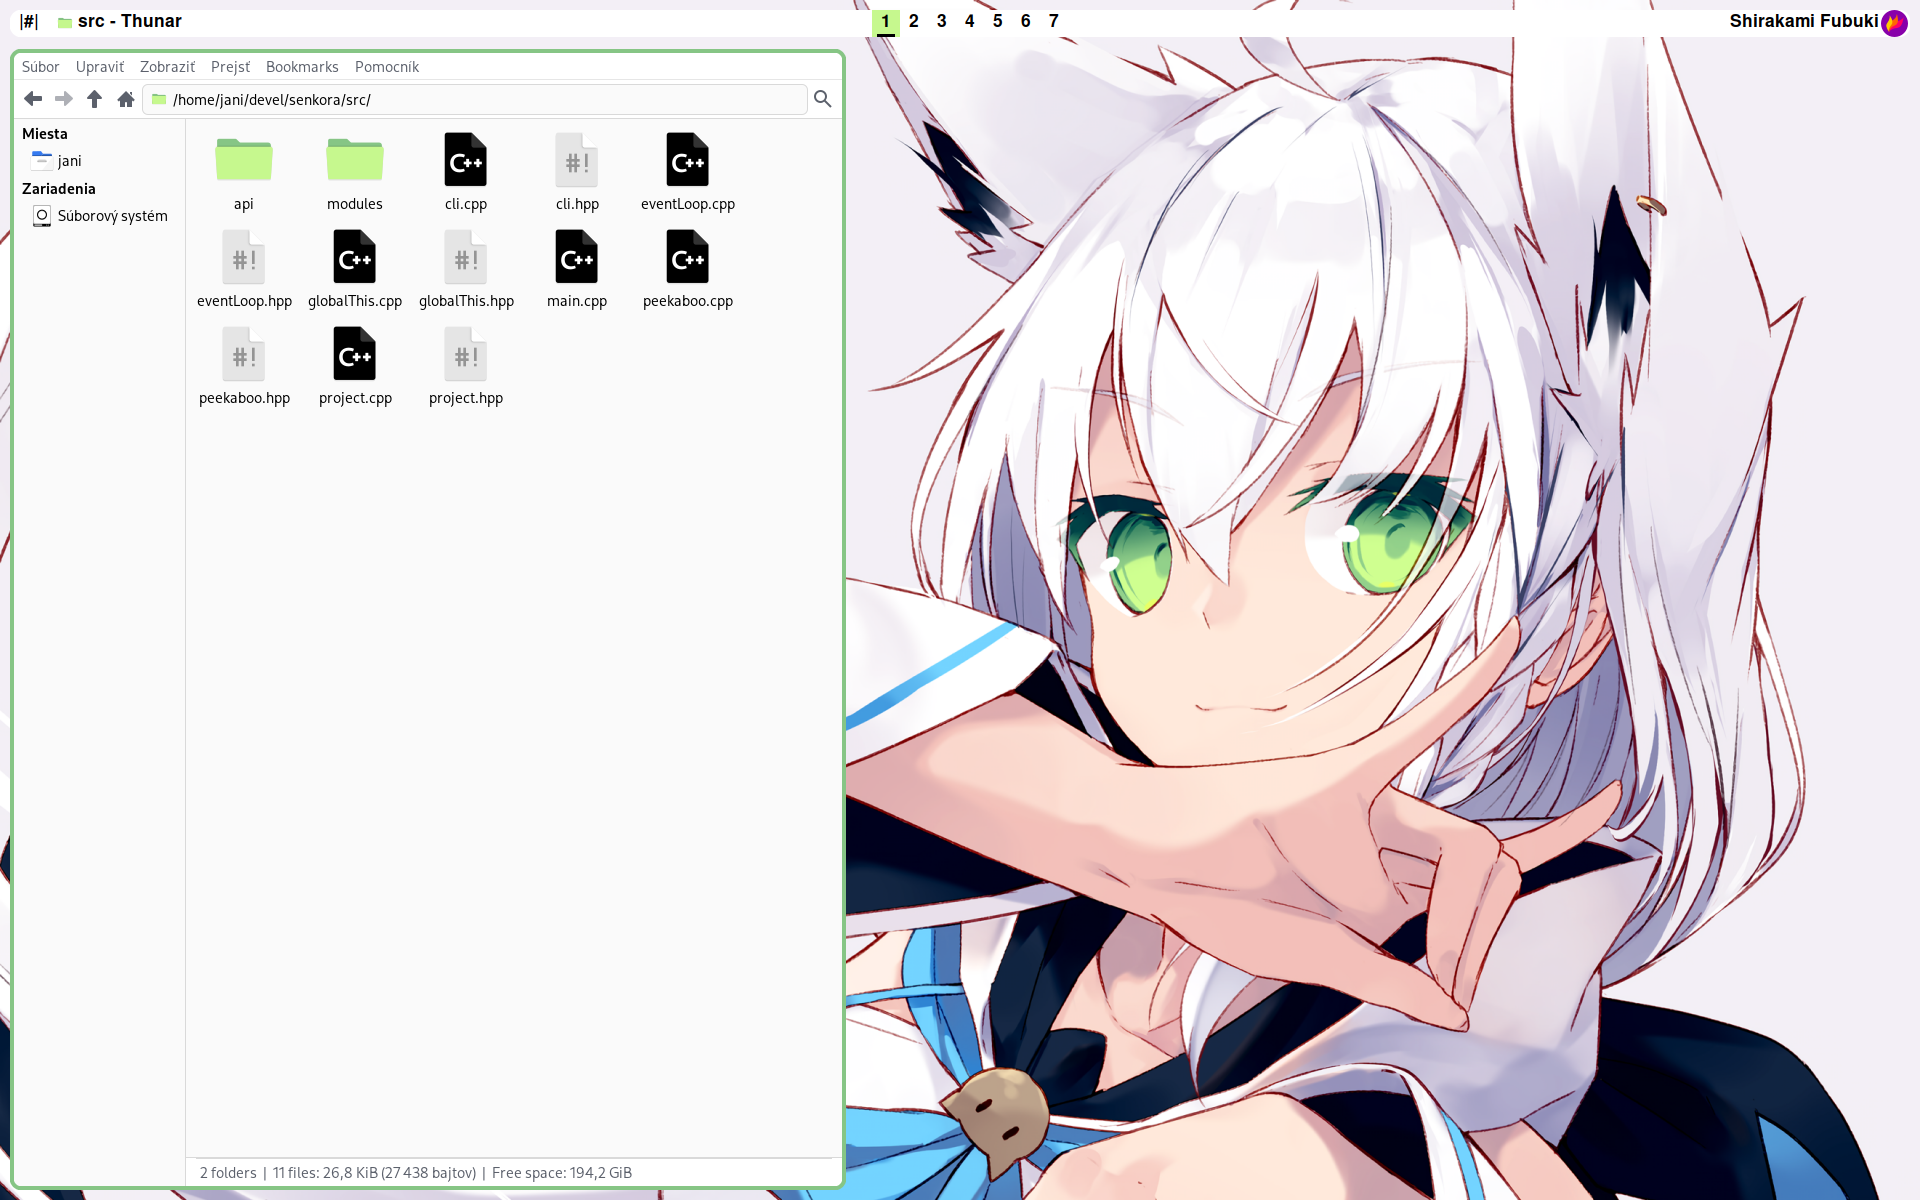 |#| src - Thunar 1 2 3 4 5 6 7 Shirakami Fubuki
Súbor Upraviť Zobraziť Prejsť Bookmarks Pomocník
/home/jani/devel/senkora/src/
Miesta
jani
Zariadenia
Súborový systém
C++ #! C++
api modules cli.cpp cli.hpp eventLoop.cpp
#! C++ #! C++ C++
eventLoop.hpp globalThis.cpp globalThis.hpp main.cpp peekaboo.cpp
#! C++ #!
peekaboo.hpp project.cpp project.hpp
2 folders | 11 files: 26,8 KiB (27 438 bajtov) | Free space: 194,2 GiB